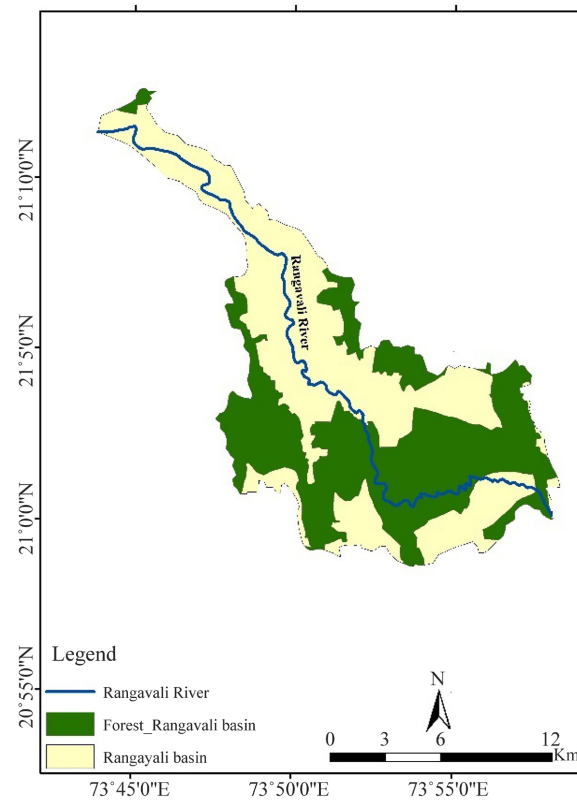 21°10'0"N
Rangavali River
21°5'0"N
21°0'0"N
20°55'0"N
Legend
Rangavali River
Forest_Rangavali basin
Rangayali basin
N
0 3 6 12
Km
73°45'0"E 73°50'0"E 73°55'0"E